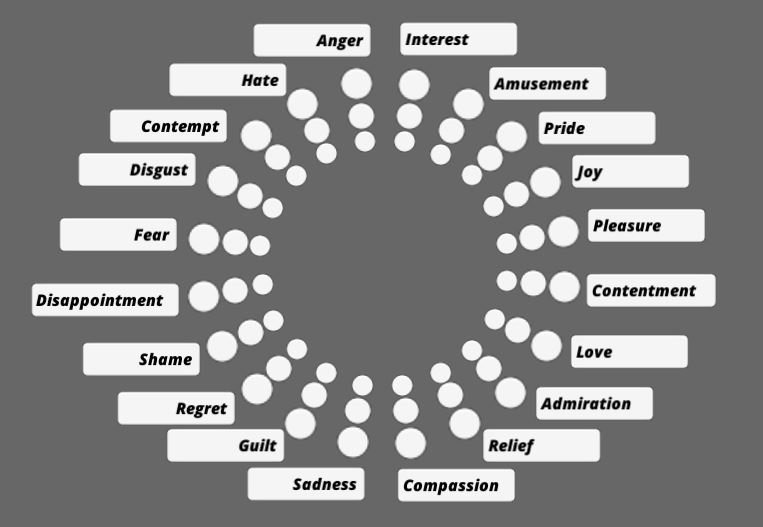 Anger
Interest
Hate
Amusement
Contempt
Pride
Disgust
Joy
Fear
Pleasure
Disappointment
Contentment
Shame
Love
Regret
Admiration
Guilt
Relief
Sadness
Compassion